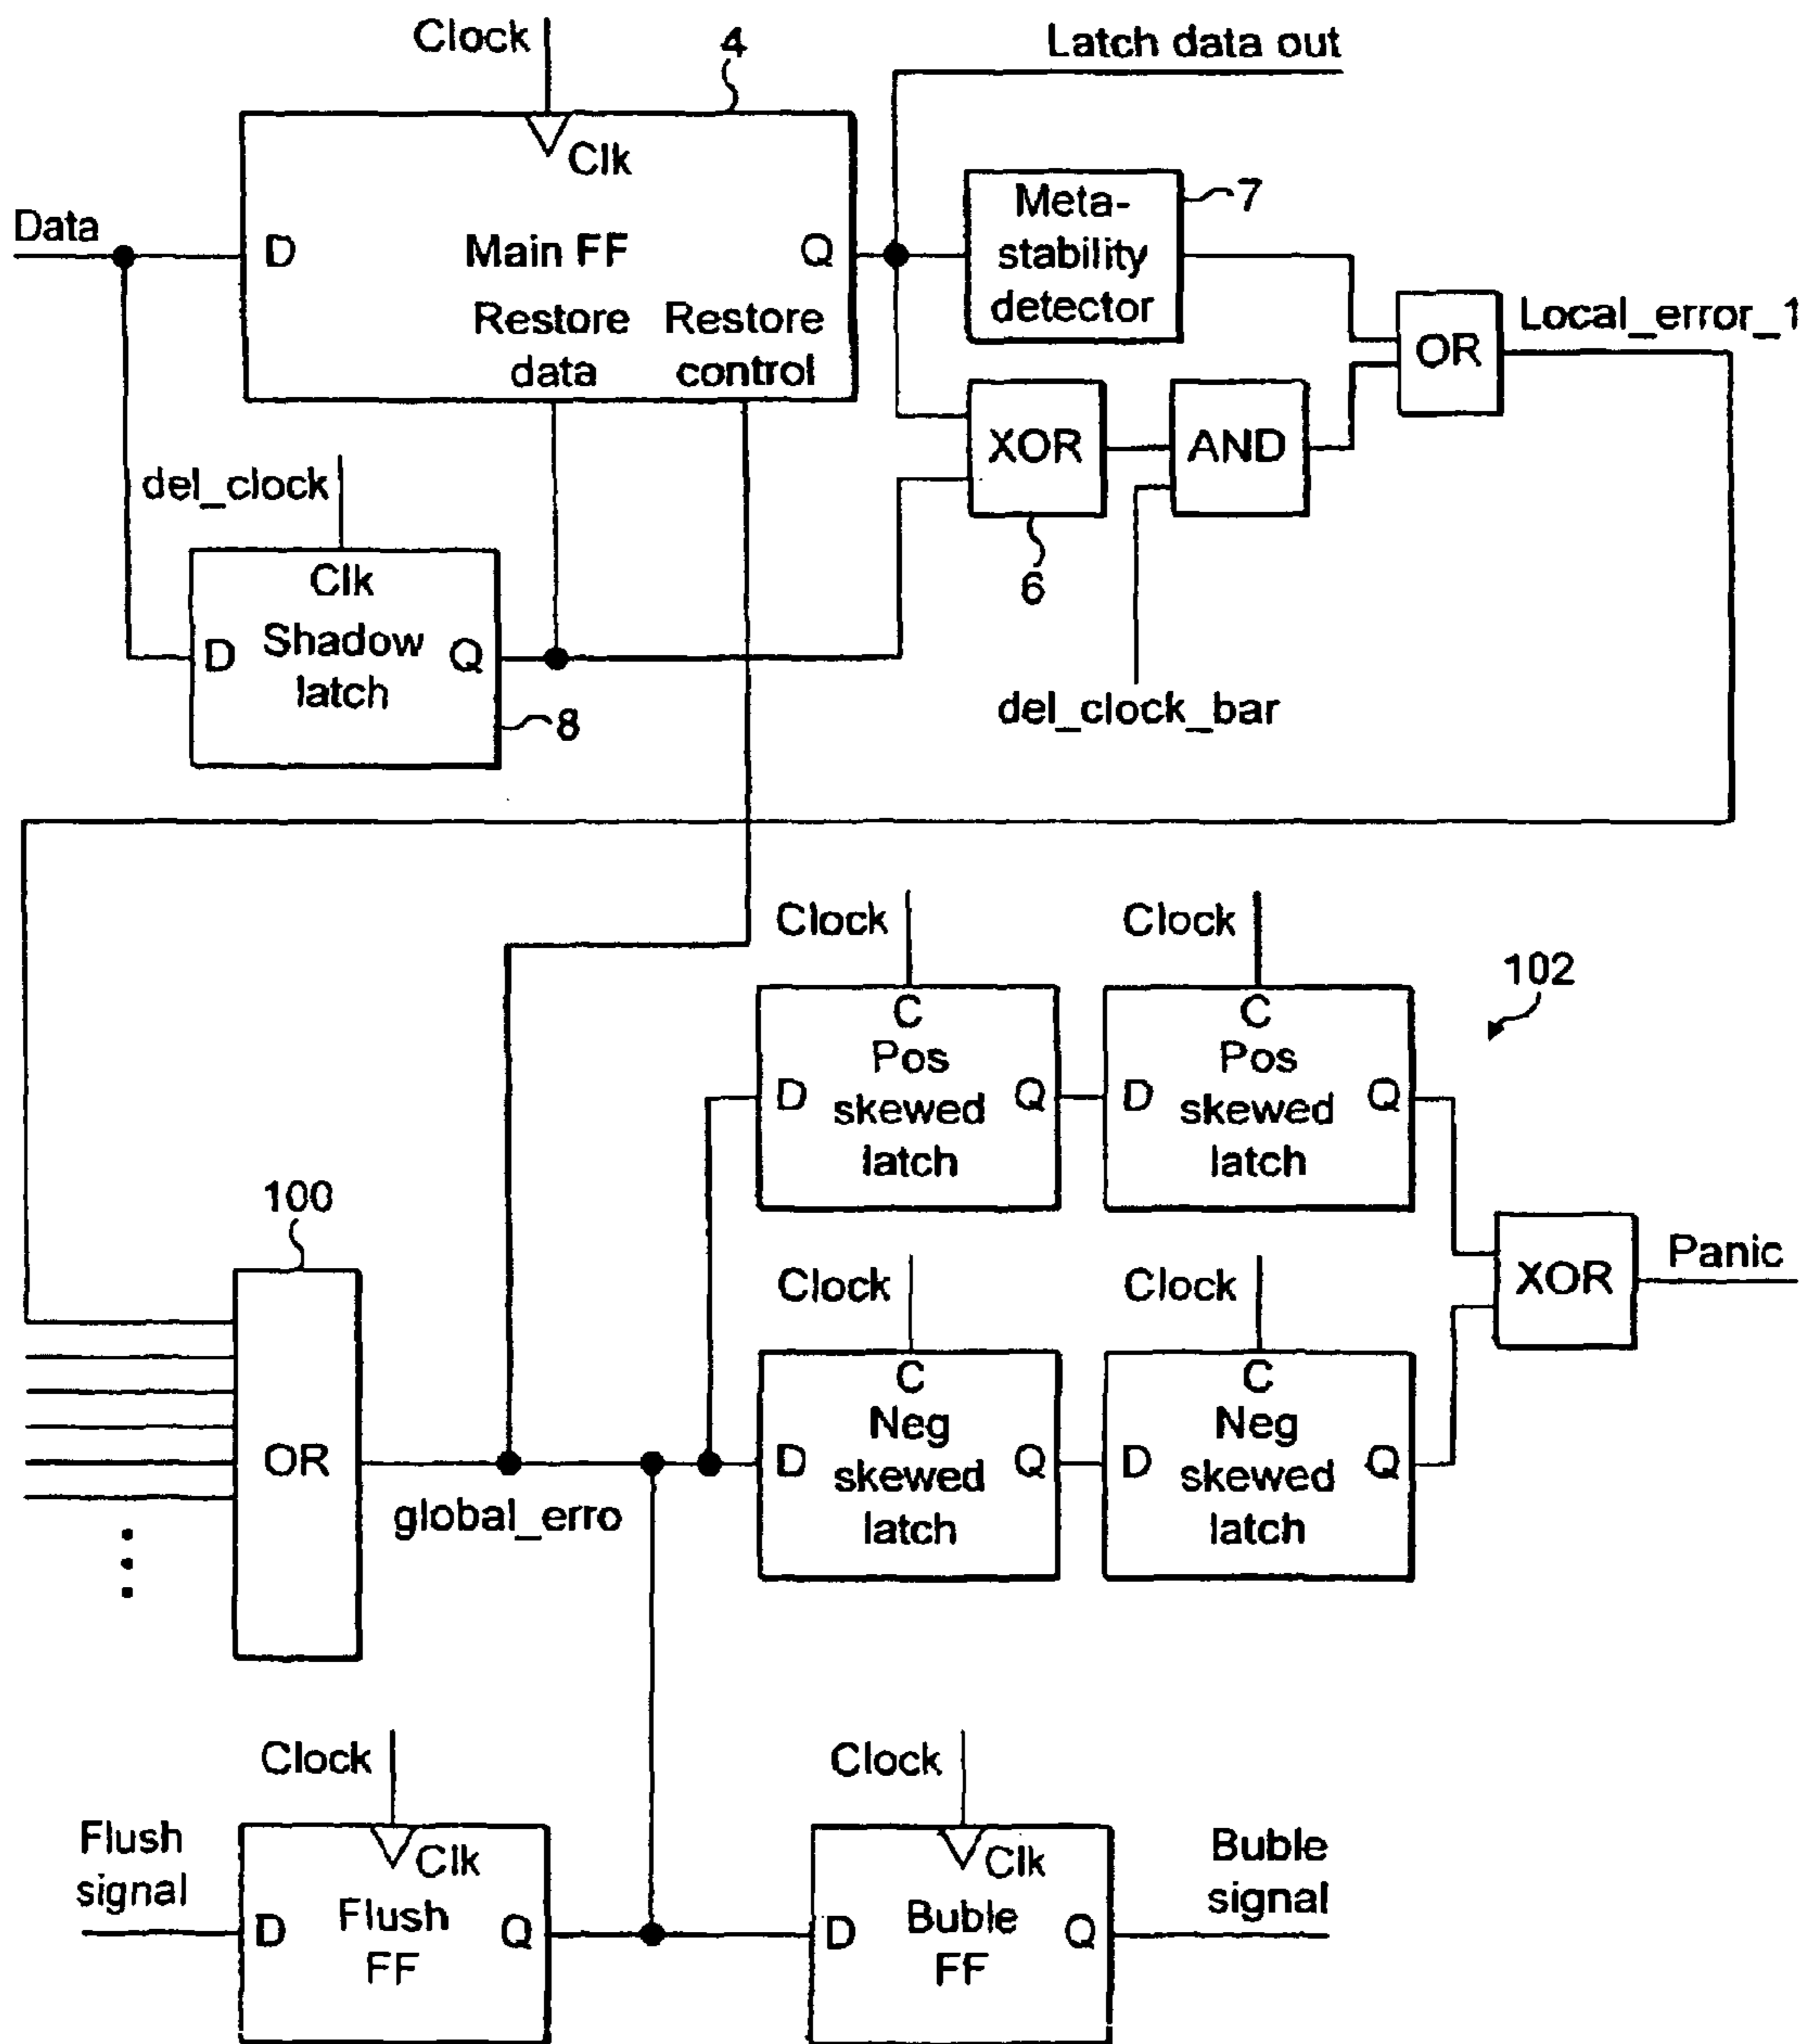 Clock
4
Latch data out
Clk
Data
D
Main FF
Q
Restore
data
Restore
control
Meta-
stability
detector
7
OR
Local_error_1
XOR
AND
6
del_clock
Clk
D
Shadow
latch
Q
8
del_clock_bar
Clock
Clock
102
C
Pos
skewed
latch
D
Q
C
Pos
skewed
latch
D
Q
100
Clock
Clock
XOR
Panic
OR
global_erro
C
Neg
skewed
latch
D
Q
C
Neg
skewed
latch
D
Q
Clock
Clock
Flush
signal
Clk
D
Flush
FF
Q
Clk
D
Buble
FF
Q
Buble
signal